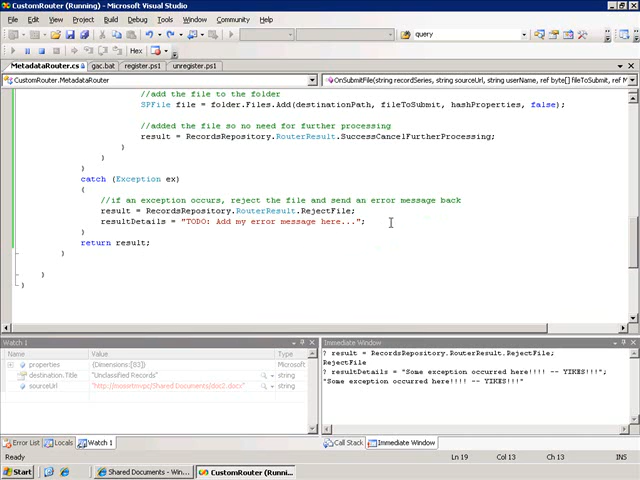 CustomRouter (Running) - Microsoft Visual Studio
File Edit View Project Build Debug Tools Window Community Help
query
Hex
MetadataRouter.cs gac.bat register.ps1 unregister.ps1
CustomRouter.MetadataRouter OnSubmitFile(string recordSeries, string sourceUrl, string userName, ref byte[] fileToSubmit, ref M
//add the file to the folder
SPFile file = folder.Files.Add(destinationPath, fileToSubmit, hashProperties, false);
//added the file so no need for further processing
result = RecordsRepository.RouterResult.SuccessCancelFurtherProcessing;
}
}
}
catch (Exception ex)
{
//if an exception occurs, reject the file and send an error message back
result = RecordsRepository.RouterResult.RejectFile;
resultDetails = "TODO: Add my error message here...";
}
return result;
}
}
}
Watch 1
Name Value Type
properties {Dimensions:[83]} Microsoft
destination.Title "Unclassified Records" string
sourceUrl "http://mossrtmvpc/Shared Documents/doc2.docx" string
Error List Locals Watch 1
Immediate Window
? result = RecordsRepository.RouterResult.RejectFile;
RejectFile
? resultDetails = "Some exception occurred here!!!! -- YIKES!!!";
"Some exception occurred here!!!! -- YIKES!!!"
Call Stack Immediate Window
Ready Ln 19 Col 13 Ch 13 INS
Start Shared Documents - Win... CustomRouter (Runni...